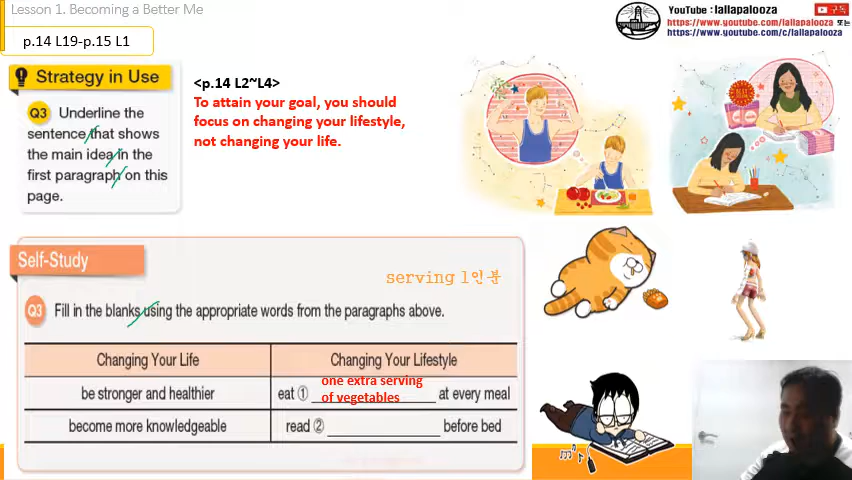 Lesson 1. Becoming a Better Me
p.14 L19-p.15 L1
YouTube : lallapalooza
구독
https://www.youtube.com/lallapalooza 또는
https://www.youtube.com/c/lallapalooza
Strategy in Use
Q3 Underline the
sentence that shows
the main idea in the
first paragraph on this
page.
<p.14 L2~L4>
To attain your goal, you should
focus on changing your lifestyle,
not changing your life.
Self-Study
serving 1인분
Q3 Fill in the blanks using the appropriate words from the paragraphs above.
Changing Your Life Changing Your Lifestyle
be stronger and healthier eat ① one extra serving
of vegetables at every meal
become more knowledgeable read ② ____ before bed